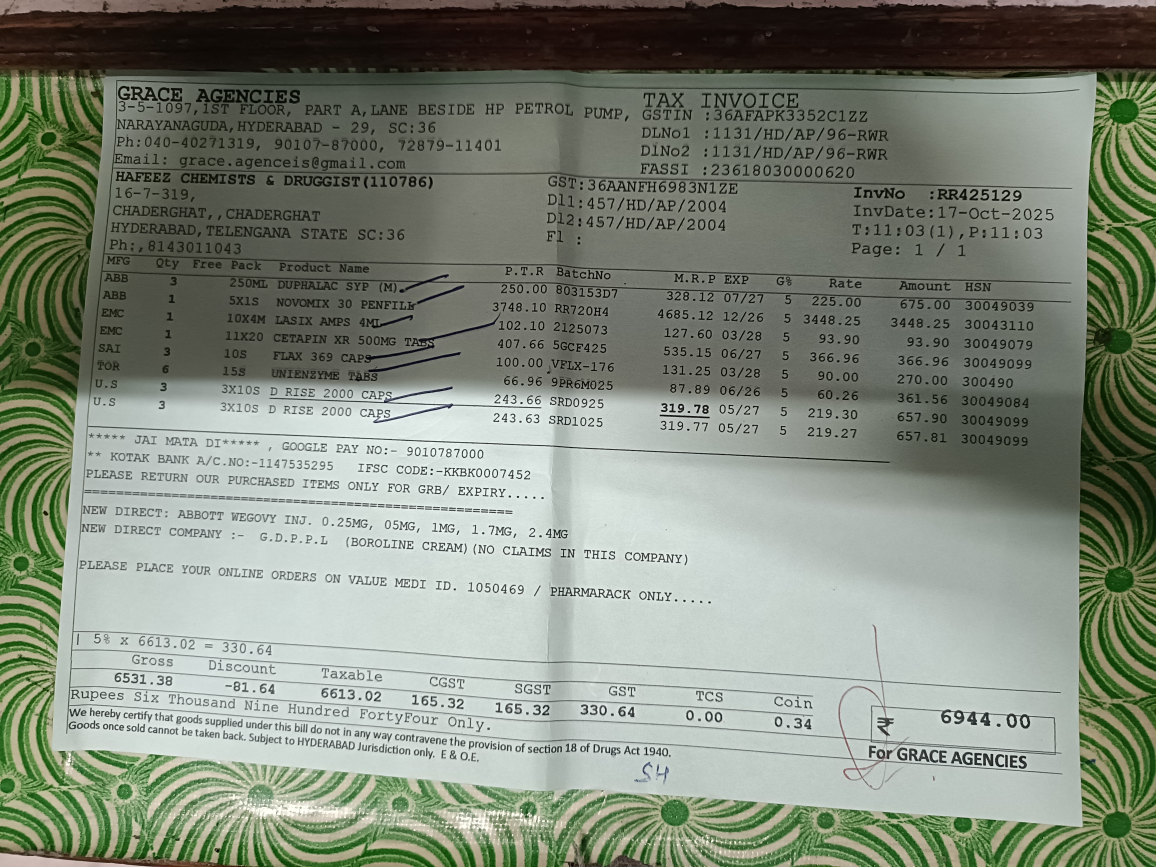 GRACE AGENCIES
3-5-1097,1ST FLOOR, PART A,LANE BESIDE HP PETROL PUMP,
NARAYANAGUDA,HYDERABAD - 29, SC:36
Ph:040-40271319, 90107-87000, 72879-11401
Email: grace.agenceis@gmail.com
TAX INVOICE
GSTIN :36AFAPK3352C1ZZ
DLNo1 :1131/HD/AP/96-RWR
DlNo2 :1131/HD/AP/96-RWR
FASSI :23618030000620
HAFEEZ CHEMISTS & DRUGGIST(110786)
16-7-319,
CHADERGHAT,,CHADERGHAT
HYDERABAD,TELENGANA STATE SC:36
Ph:,8143011043
GST:36AANFH6983N1ZE
Dl1:457/HD/AP/2004
Dl2:457/HD/AP/2004
Fl :
InvNo :RR425129
InvDate:17-Oct-2025
T:11:03(1),P:11:03
Page: 1 / 1
MFG Qty Free Pack Product Name P.T.R BatchNo M.R.P EXP G% Rate Amount HSN
ABB 3 250ML DUPHALAC SYP (M). 250.00 803153D7 328.12 07/27 5 225.00 675.00 30049039
ABB 1 5X1S NOVOMIX 30 PENFILL 3748.10 RR720H4 4685.12 12/26 5 3448.25 3448.25 30043110
EMC 1 10X4M LASIX AMPS 4ML 102.10 2125073 127.60 03/28 5 93.90 93.90 30049079
EMC 1 11X20 CETAPIN XR 500MG TABS 407.66 5GCF425 535.15 06/27 5 366.96 366.96 30049099
SAI 3 10S FLAX 369 CAPS 100.00 VFLX-176 131.25 03/28 5 90.00 270.00 300490
TOR 6 15S UNIENZYME TABS 66.96 9PR6M025 87.89 06/26 5 60.26 361.56 30049084
U.S 3 3X10S D RISE 2000 CAPS 243.66 SRD0925 319.78 05/27 5 219.30 657.90 30049099
U.S 3 3X10S D RISE 2000 CAPS 243.63 SRD1025 319.77 05/27 5 219.27 657.81 30049099
***** JAI MATA DI***** , GOOGLE PAY NO:- 9010787000
** KOTAK BANK A/C.NO:-1147535295 IFSC CODE:-KKBK0007452
PLEASE RETURN OUR PURCHASED ITEMS ONLY FOR GRB/ EXPIRY.....
==================================================
NEW DIRECT: ABBOTT WEGOVY INJ. 0.25MG, 05MG, 1MG, 1.7MG, 2.4MG
NEW DIRECT COMPANY :- G.D.P.P.L (BOROLINE CREAM)(NO CLAIMS IN THIS COMPANY)
PLEASE PLACE YOUR ONLINE ORDERS ON VALUE MEDI ID. 1050469 / PHARMARACK ONLY.....
| 5% x 6613.02 = 330.64
Gross Discount Taxable CGST SGST GST TCS Coin
6531.38 -81.64 6613.02 165.32 165.32 330.64 0.00 0.34
₹ 6944.00
Rupees Six Thousand Nine Hundred FortyFour Only.
We hereby certify that goods supplied under this bill do not in any way contravene the provision of section 18 of Drugs Act 1940.
Goods once sold cannot be taken back. Subject to HYDERABAD Jurisdiction only. E & O.E.
For GRACE AGENCIES
SH